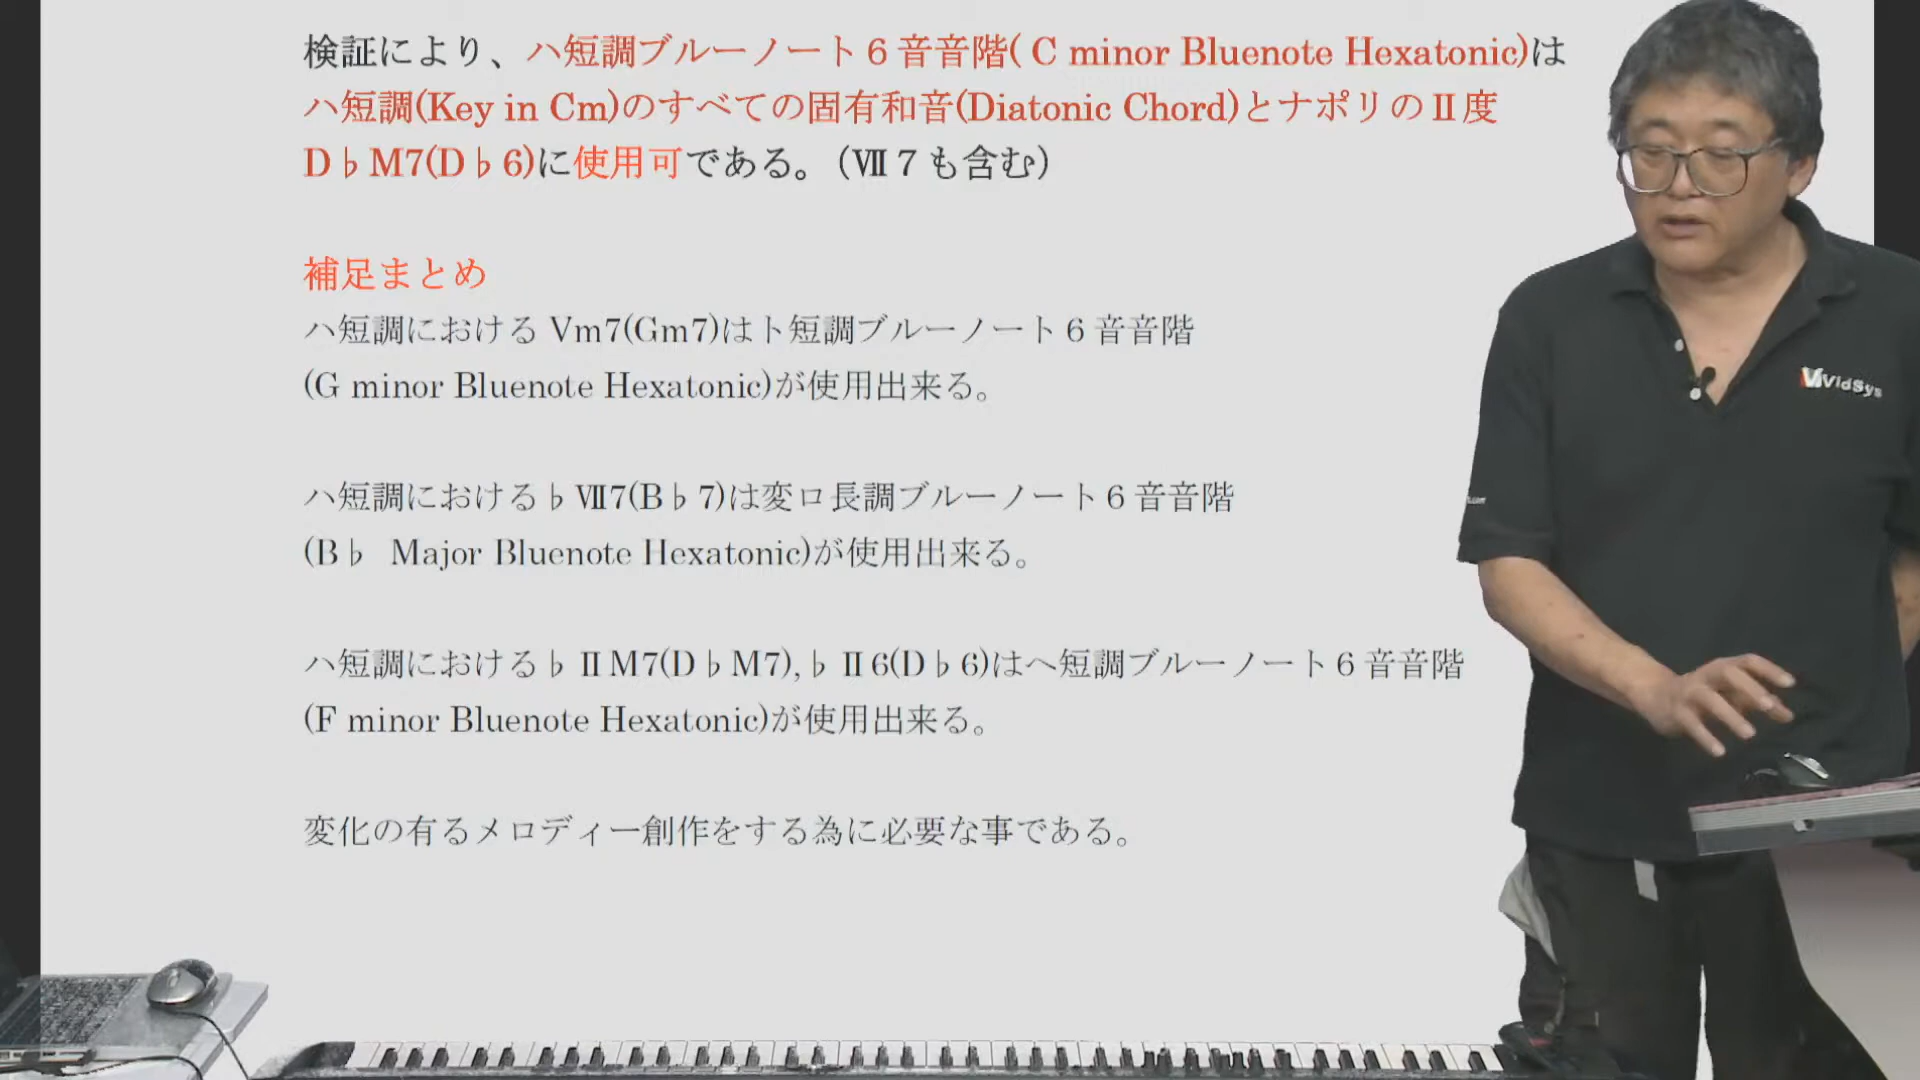 検証により、ハ短調ブルーノート６音音階( C minor Bluenote Hexatonic)は
ハ短調(Key in Cm)のすべての固有和音(Diatonic Chord)とナポリのⅡ度
D♭M7(D♭6)に使用可である。（Ⅶ７も含む）
補足まとめ
ハ短調における Vm7(Gm7)はト短調ブルーノート６音音階
(G minor Bluenote Hexatonic)が使用出来る。
ハ短調における♭Ⅶ7(B♭7)は変ロ長調ブルーノート６音音階
(B♭ Major Bluenote Hexatonic)が使用出来る。
ハ短調における♭ⅡM7(D♭M7),♭Ⅱ6(D♭6)はヘ短調ブルーノート６音音階
(F minor Bluenote Hexatonic)が使用出来る。
変化の有るメロディー創作をする為に必要な事である。
VidSys